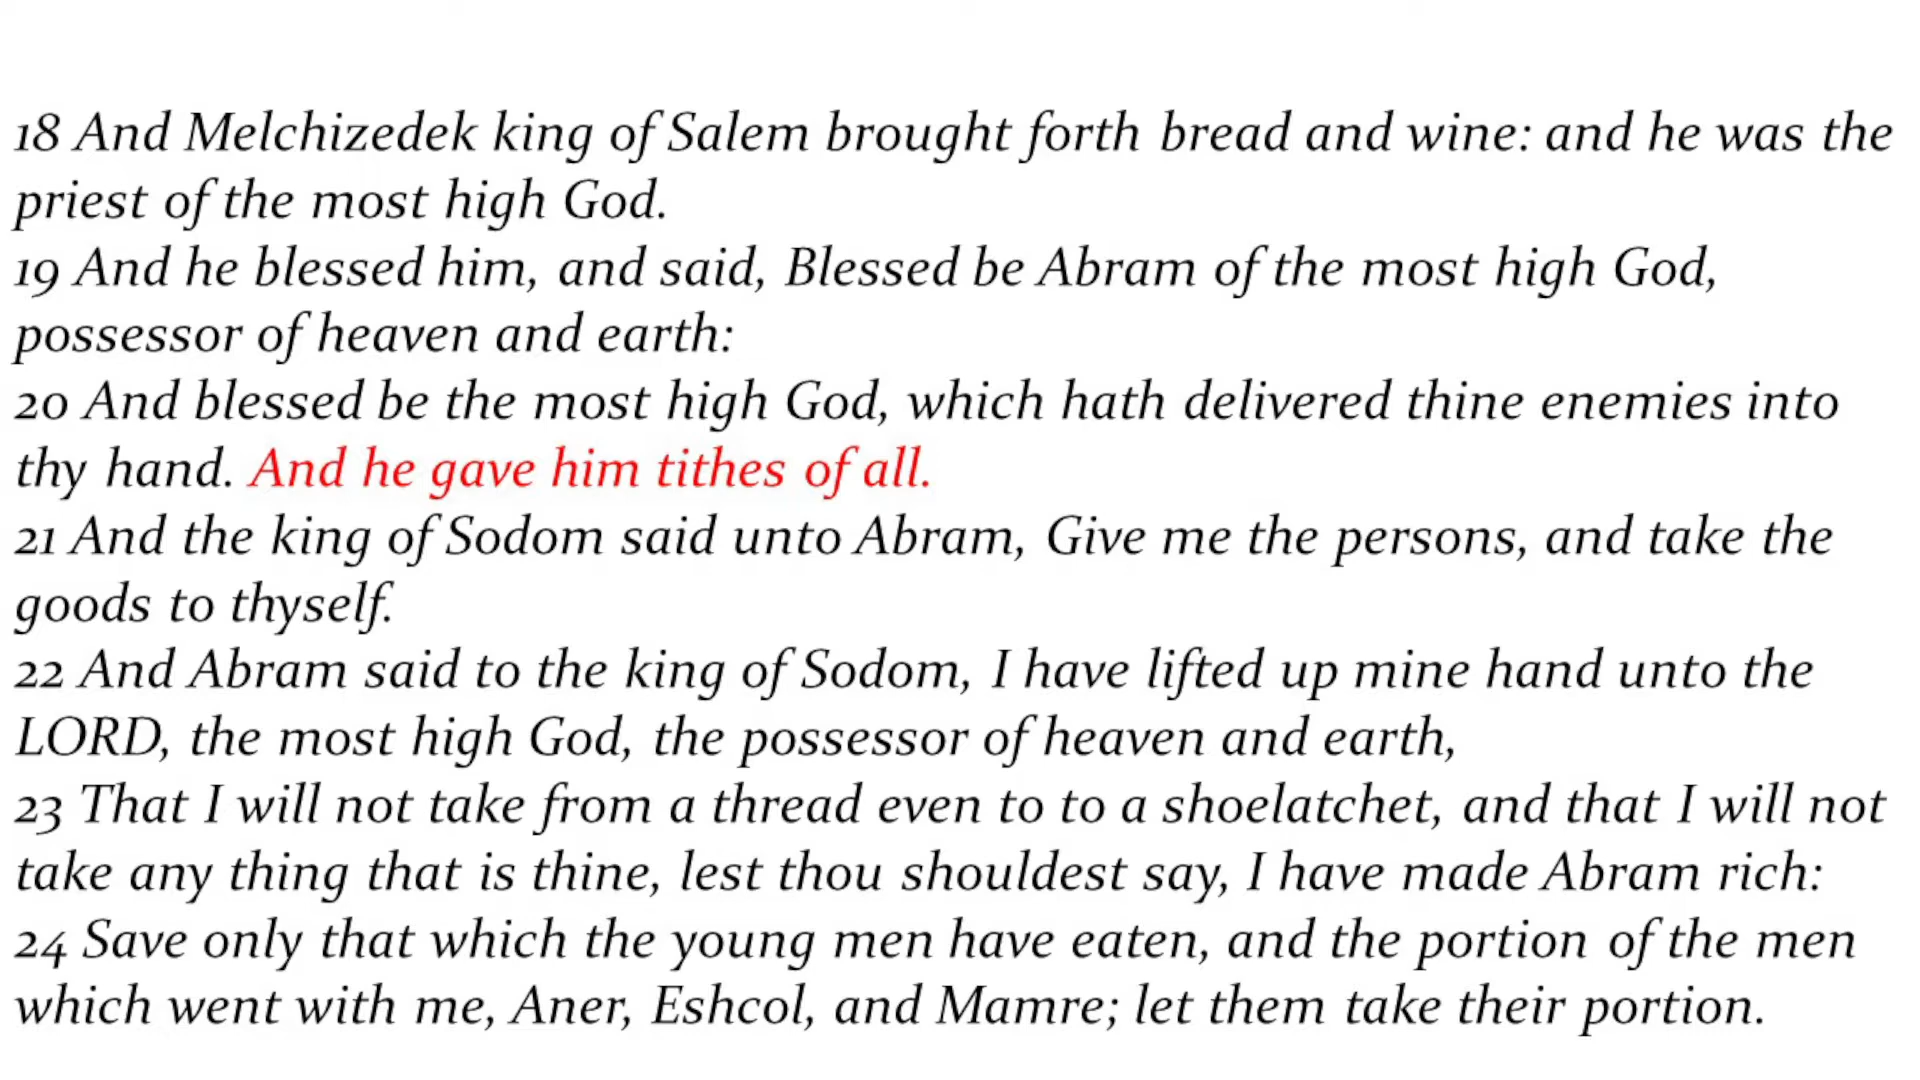 18 And Melchizedek king of Salem brought forth bread and wine: and he was the
priest of the most high God.
19 And he blessed him, and said, Blessed be Abram of the most high God,
possessor of heaven and earth:
20 And blessed be the most high God, which hath delivered thine enemies into
thy hand. And he gave him tithes of all.
21 And the king of Sodom said unto Abram, Give me the persons, and take the
goods to thyself.
22 And Abram said to the king of Sodom, I have lifted up mine hand unto the
LORD, the most high God, the possessor of heaven and earth,
23 That I will not take from a thread even to to a shoelatchet, and that I will not
take any thing that is thine, lest thou shouldest say, I have made Abram rich:
24 Save only that which the young men have eaten, and the portion of the men
which went with me, Aner, Eshcol, and Mamre; let them take their portion.